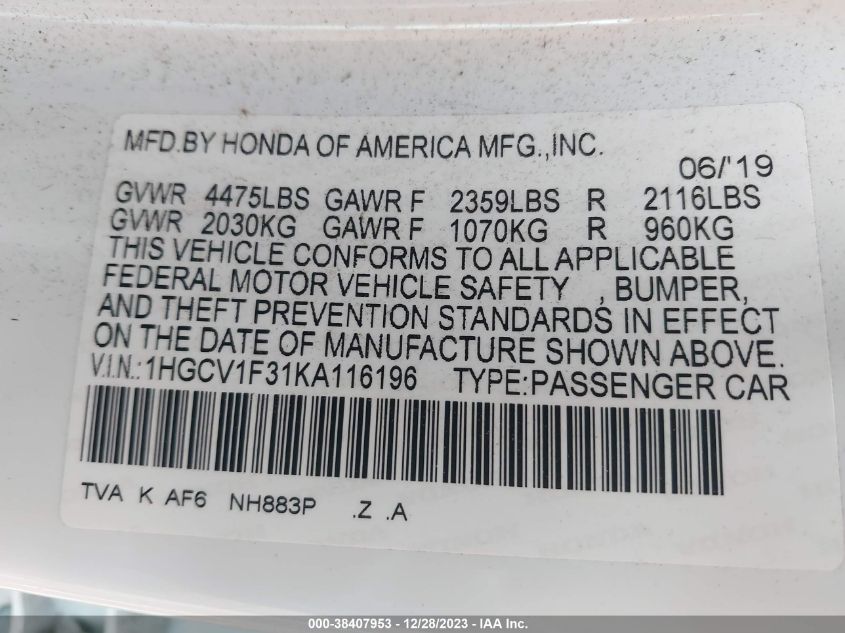 MFD.BY HONDA OF AMERICA MFG.,INC.
06/'19
GVWR 4475LBS GAWR F 2359LBS R 2116LBS
GVWR 2030KG GAWR F 1070KG R 960KG
THIS VEHICLE CONFORMS TO ALL APPLICABLE
FEDERAL MOTOR VEHICLE SAFETY , BUMPER,
AND THEFT PREVENTION STANDARDS IN EFFECT
ON THE DATE OF MANUFACTURE SHOWN ABOVE.
V.I.N.:1HGCV1F31KA116196 TYPE:PASSENGER CAR
TVA K AF6 NH883P .Z .A
000-38407953 - 12/28/2023 - IAA Inc.